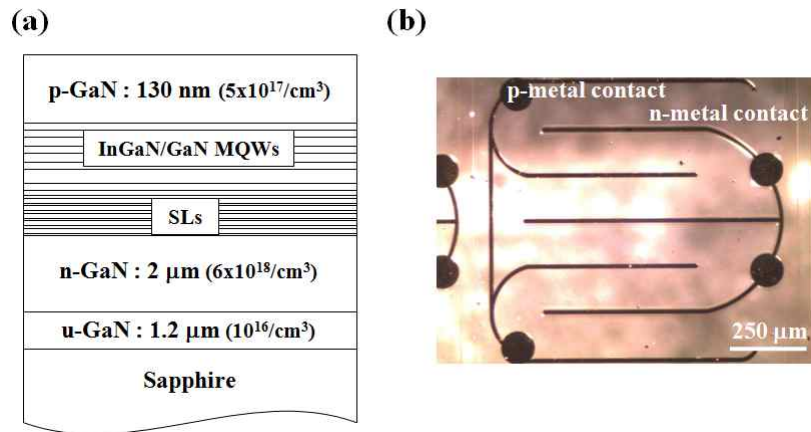 (a)
p-GaN : 130 nm (5x10¹⁷/cm³)
InGaN/GaN MQWs
SLs
n-GaN : 2 μm (6x10¹⁸/cm³)
u-GaN : 1.2 μm (10¹⁶/cm³)
Sapphire
(b)
p-metal contact
n-metal contact
250 μm